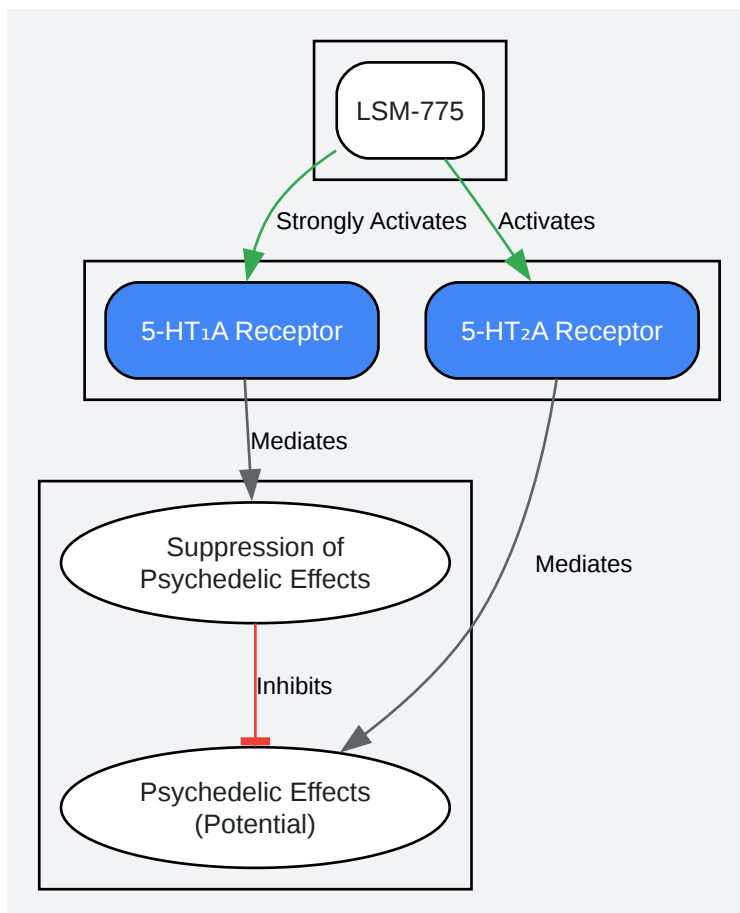 LSM-775
Strongly Activates
Activates
5-HT₁A Receptor
5-HT₂A Receptor
Mediates
Suppression of
Psychedelic Effects
Mediates
Inhibits
Psychedelic Effects
(Potential)